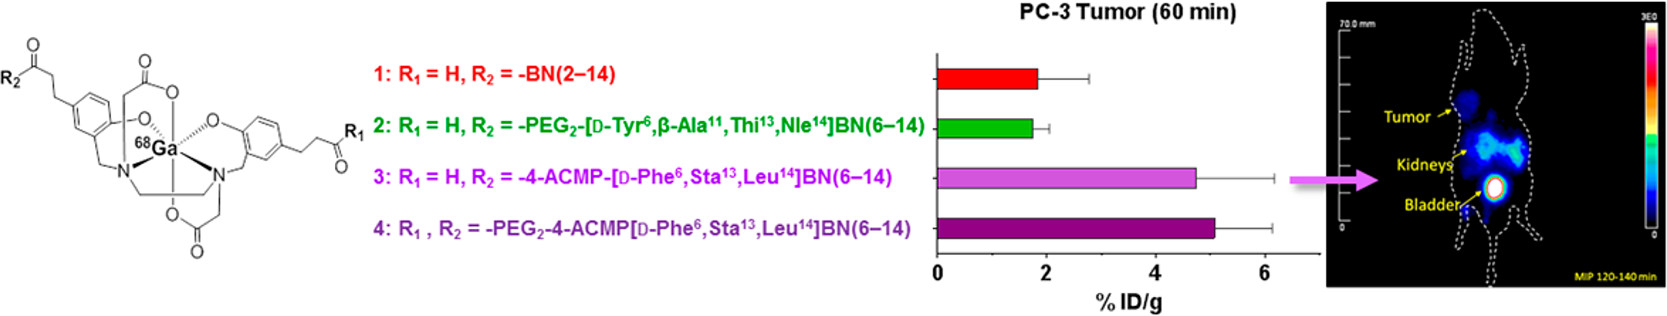 PC-3 Tumor (60 min)
1: R₁ = H, R₂ = -BN(2–14)
2: R₁ = H, R₂ = -PEG₂-[D-Tyr⁶,β-Ala¹¹,Thi¹³,Nle¹⁴]BN(6–14)
3: R₁ = H, R₂ = -4-ACMP-[D-Phe⁶,Sta¹³,Leu¹⁴]BN(6–14)
4: R₁ , R₂ = -PEG₂-4-ACMP[D-Phe⁶,Sta¹³,Leu¹⁴]BN(6–14)
O
R₂
O
O
O
O
R₁
O
⁶⁸Ga
N
N
O
O
0 2 4 6
% ID/g
70.0 mm
3E0
Tumor
Kidneys
Bladder
0
0
MIP 120-140 min